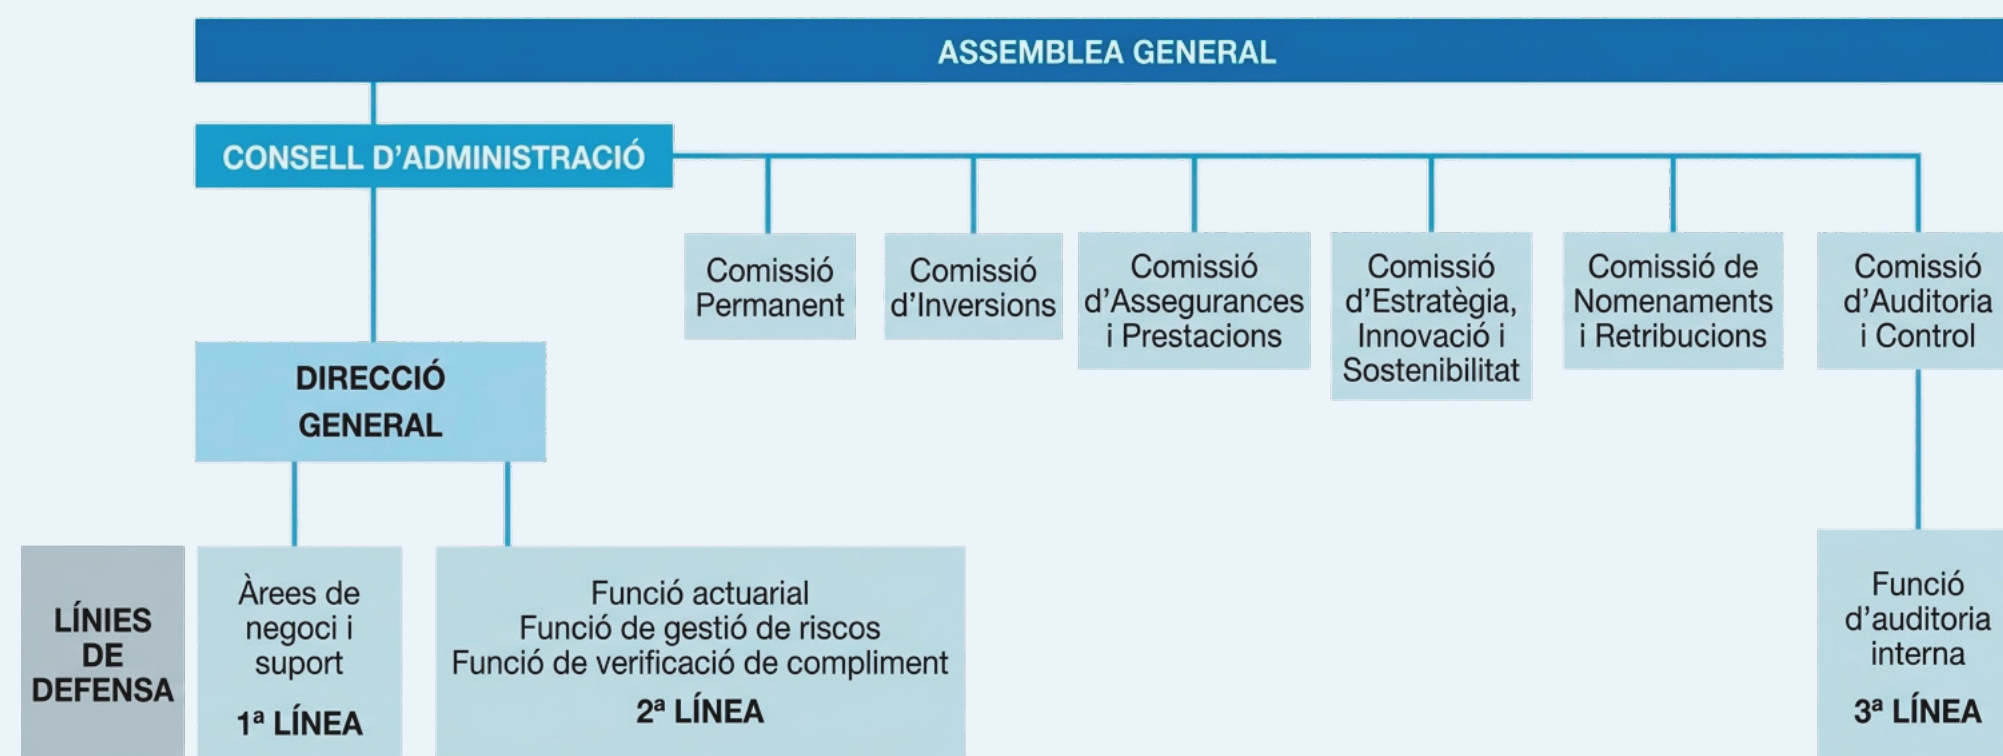 ASSEMBLEA GENERAL
CONSELL D’ADMINISTRACIÓ
Comissió
Permanent
Comissió
d’Inversions
Comissió
d’Assegurances
i Prestacions
Comissió
d’Estratègia,
Innovació i
Sostenibilitat
Comissió de
Nomenaments
i Retribucions
Comissió
d’Auditoria
i Control
DIRECCIÓ
GENERAL
LÍNIES
DE
DEFENSA
Àrees de
negoci i
suport
1ª LÍNEA
Funció actuarial
Funció de gestió de riscos
Funció de verificació de compliment
2ª LÍNEA
Funció
d’auditoria
interna
3ª LÍNEA